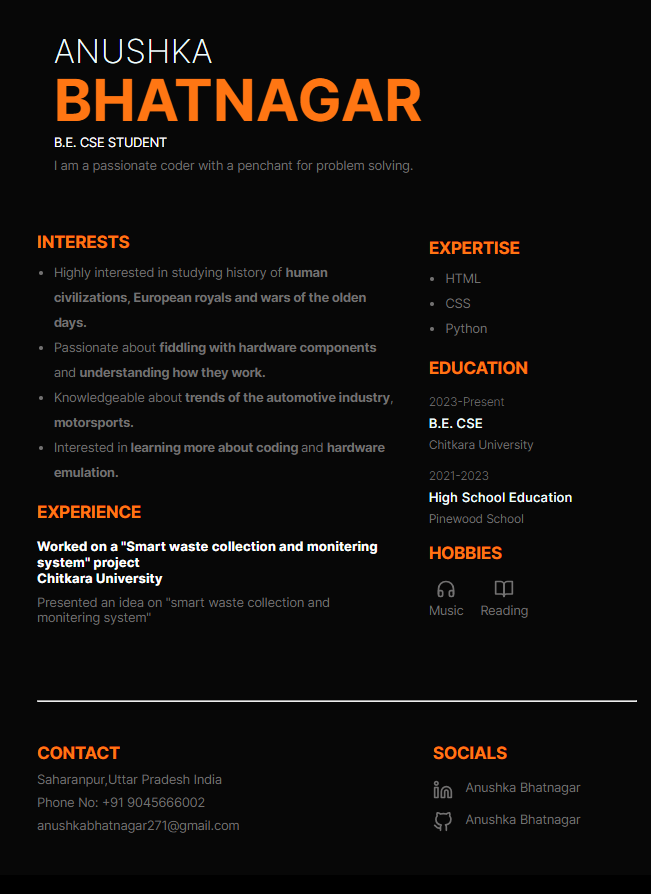 ANUSHKA
BHATNAGAR
B.E. CSE STUDENT
I am a passionate coder with a penchant for problem solving.
INTERESTS
• Highly interested in studying history of human
civilizations, European royals and wars of the olden
days.
• Passionate about fiddling with hardware components
and understanding how they work.
• Knowledgeable about trends of the automotive industry,
motorsports.
• Interested in learning more about coding and hardware
emulation.
EXPERIENCE
Worked on a "Smart waste collection and monitering
system" project
Chitkara University
Presented an idea on "smart waste collection and
monitering system"
EXPERTISE
• HTML
• CSS
• Python
EDUCATION
2023-Present
B.E. CSE
Chitkara University
2021-2023
High School Education
Pinewood School
HOBBIES
Music Reading
CONTACT
Saharanpur,Uttar Pradesh India
Phone No: +91 9045666002
anushkabhatnagar271@gmail.com
SOCIALS
Anushka Bhatnagar
Anushka Bhatnagar